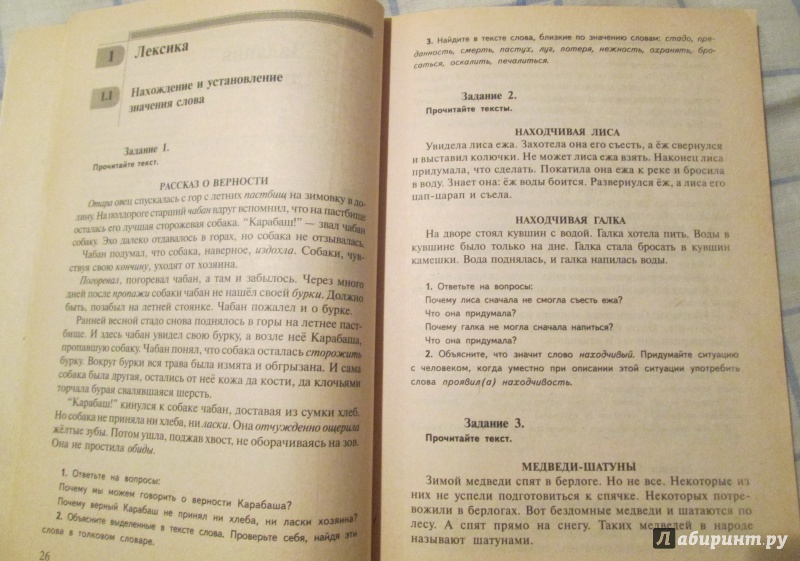 1 Лексика
1.1 Нахождение и установление
значения слова
Задание 1.
Прочитайте текст.
РАССКАЗ О ВЕРНОСТИ
Отара овец спускалась с гор с летних пастбищ на зимовку в до-
лину. На полдороге старший чабан вдруг вспомнил, что на пастбище
осталась его лучшая сторожевая собака. "Карабаш!" — звал чабан
собаку. Эхо далеко отдавалось в горах, но собака не отзывалась.
Чабан подумал, что собака, наверное, издохла. Собаки, чув-
ствуя свою кончину, уходят от хозяина.
Погоревал, погоревал чабан, а там и забылось. Через много
дней после пропажи собаки чабан не нашёл своей бурки. Должно
быть, позабыл на летней стоянке. Чабан пожалел и о бурке.
Ранней весной стадо снова поднялось в горы на летнее паст-
бище. И здесь чабан увидел свою бурку, а возле неё Карабаша,
пропавшую собаку. Чабан понял, что собака осталась сторожить
бурку. Вокруг бурки вся трава была измята и обгрызана. И сама
собака была другая, остались от неё кожа да кости, да клочьями
торчала бурая свалявшаяся шерсть.
"Карабаш!" кинулся к собаке чабан, доставая из сумки хлеб.
Но собака не приняла ни хлеба, ни ласки. Она отчужденно ощерила
жёлтые зубы. Потом ушла, поджав хвост, не оборачиваясь на зов.
Она не простила обиды.
1. Ответьте на вопросы:
Почему мы можем говорить о верности Карабаша?
Почему верный Карабаш не принял ни хлеба, ни ласки хозяина?
2. Объясните выделенные в тексте слова. Проверьте себя, найдя эти
слова в толковом словаре.
26
3. Найдите в тексте слова, близкие по значению словам: стадо, пре-
данность, смерть, пастух, луг, потеря, нежность, охранять, бро-
саться, оскалить, печалиться.
Задание 2.
Прочитайте тексты.
НАХОДЧИВАЯ ЛИСА
Увидела лиса ежа. Захотела она его съесть, а ёж свернулся
и выставил колючки. Не может лиса ежа взять. Наконец лиса
придумала, что сделать. Покатила она ежа к реке и бросила
в воду. Знает она: ёж воды боится. Развернулся ёж, а лиса его
цап-царап и съела.
НАХОДЧИВАЯ ГАЛКА
На дворе стоял кувшин с водой. Галка хотела пить. Воды в
кувшине было только на дне. Галка стала бросать в кувшин
камешки. Вода поднялась, и галка напилась воды.
1. Ответьте на вопросы:
Почему лиса сначала не смогла съесть ежа?
Что она придумала?
Почему галка не могла сначала напиться?
Что она придумала?
2. Объясните, что значит слово находчивый. Придумайте ситуацию
с человеком, когда уместно при описании этой ситуации употребить
слова проявил(а) находчивость.
Задание 3.
Прочитайте текст.
МЕДВЕДИ-ШАТУНЫ
Зимой медведи спят в берлоге. Но не все. Некоторые из
них не успели подготовиться к спячке. Некоторых потре-
вожили в берлогах. Вот бездомные медведи и шатаются по
лесу. А спят прямо на снегу. Таких медведей в народе
называют шатунами.
Лабиринт.ру